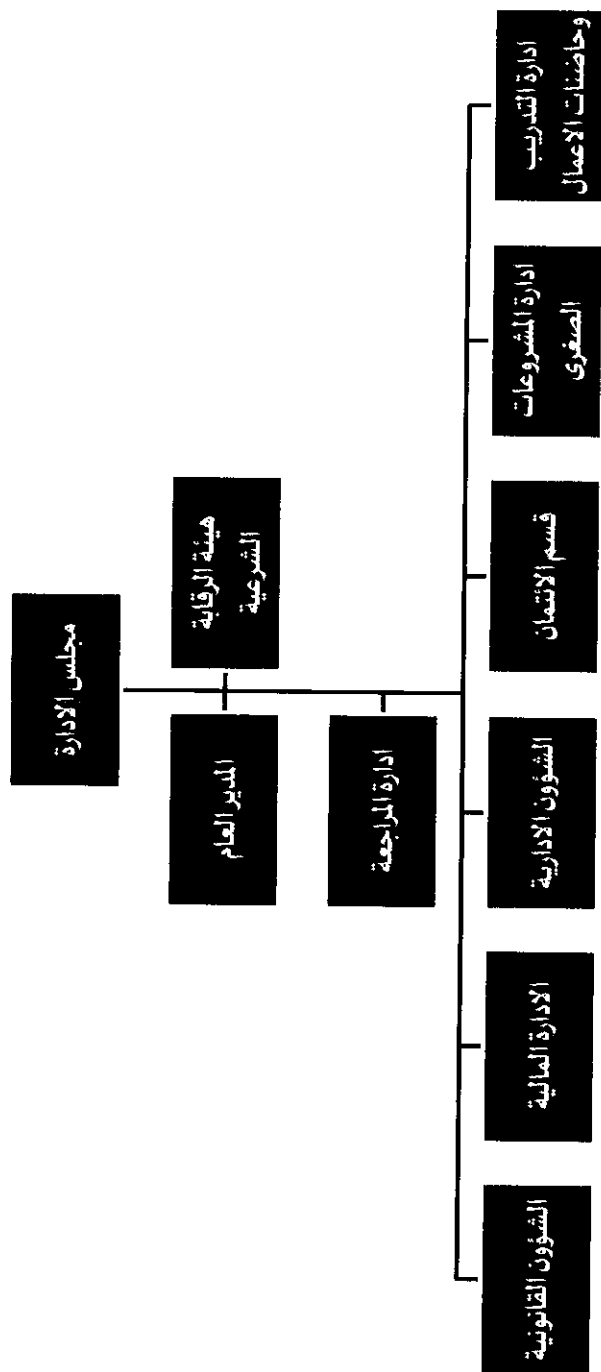 مجلس الادارة
هيئة الرقابة
الشرعية
المدير العام
ادارة المراجعة
ادارة التدريب
وحاضنات الاعمال
ادارة المشروعات
الصغرى
قسم الائتمان
الشؤون الادارية
الادارة المالية
الشؤون القانونية